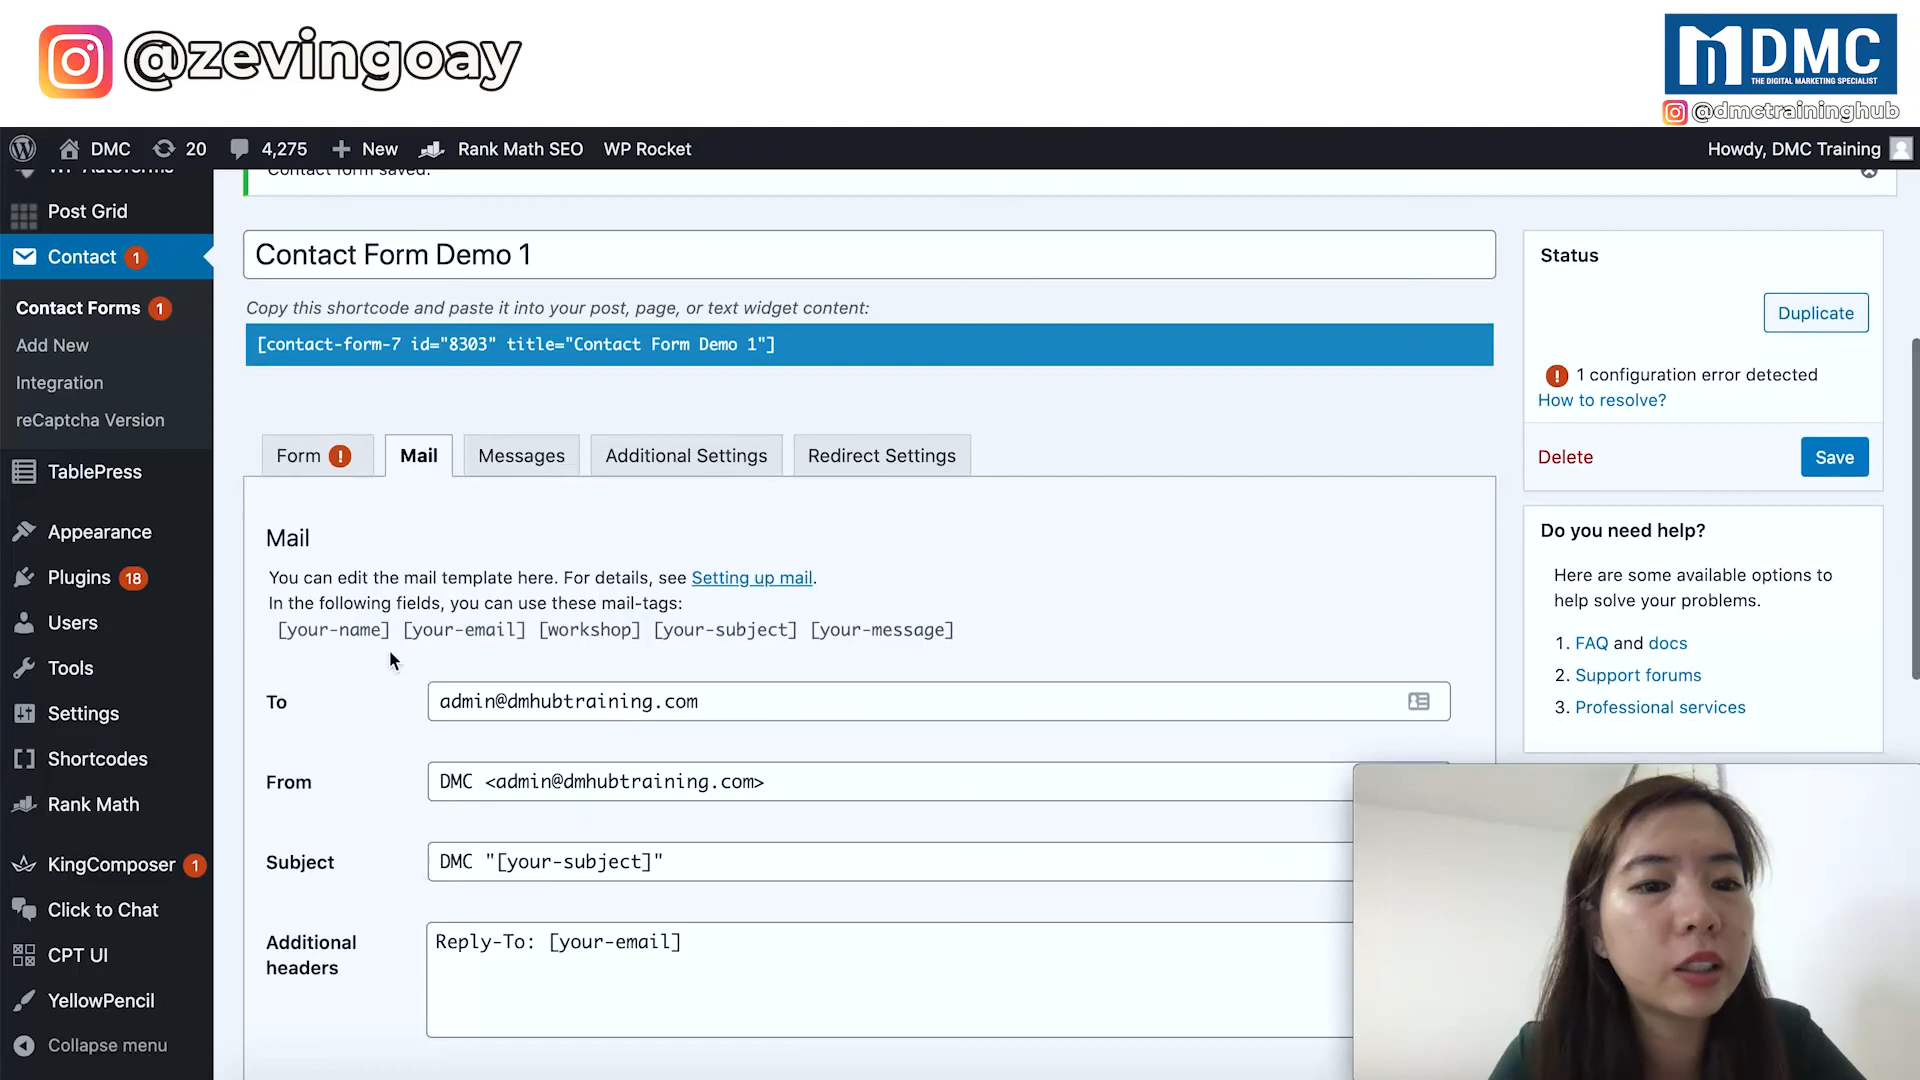 @zevingoay
DMC
THE DIGITAL MARKETING SPECIALIST
@dmctraininghub
DMC 20 4,275 New Rank Math SEO WP Rocket Howdy, DMC Training
WP Autoforms
Post Grid
Contact 1
Contact Forms 1
Add New
Integration
reCaptcha Version
TablePress
Appearance
Plugins 18
Users
Tools
Settings
Shortcodes
Rank Math
KingComposer 1
Click to Chat
CPT UI
YellowPencil
Collapse menu
Contact form saved.
Contact Form Demo 1
Copy this shortcode and paste it into your post, page, or text widget content:
[contact-form-7 id="8303" title="Contact Form Demo 1"]
Form ! Mail Messages Additional Settings Redirect Settings
Mail
You can edit the mail template here. For details, see Setting up mail.
In the following fields, you can use these mail-tags:
[your-name] [your-email] [workshop] [your-subject] [your-message]
To admin@dmhubtraining.com
From DMC <admin@dmhubtraining.com>
Subject DMC "[your-subject]"
Additional
headers
Reply-To: [your-email]
Status
Duplicate
! 1 configuration error detected
How to resolve?
Delete Save
Do you need help?
Here are some available options to
help solve your problems.
1. FAQ and docs
2. Support forums
3. Professional services